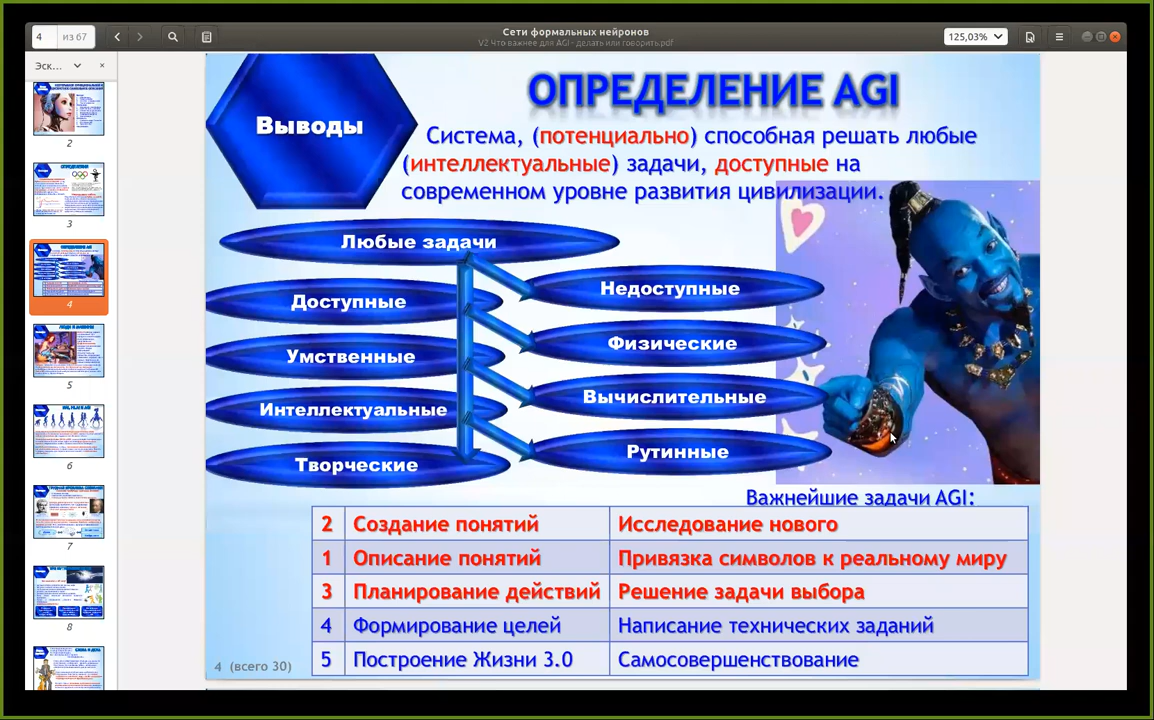 4
из 67
Сети формальных нейронов
V2 Что важнее для AGI - делать или говорить.pdf
125,03%
Эск...
2
3
4
5
6
7
8
Выводы
ОПРЕДЕЛЕНИЕ AGI
Система, (потенциально) способная решать любые
(интеллектуальные) задачи, доступные на
современном уровне развития цивилизации.
Любые задачи
Доступные
Недоступные
Умственные
Физические
Интеллектуальные
Вычислительные
Творческие
Рутинные
Важнейшие задачи AGI:
2 Создание понятий Исследование нового
1 Описание понятий Привязка символов к реальному миру
3 Планирование действий Решение задачи выбора
4 Формирование целей Написание технических заданий
5 Построение Жизни 3.0 Самосовершенствование
4 (всего 30)